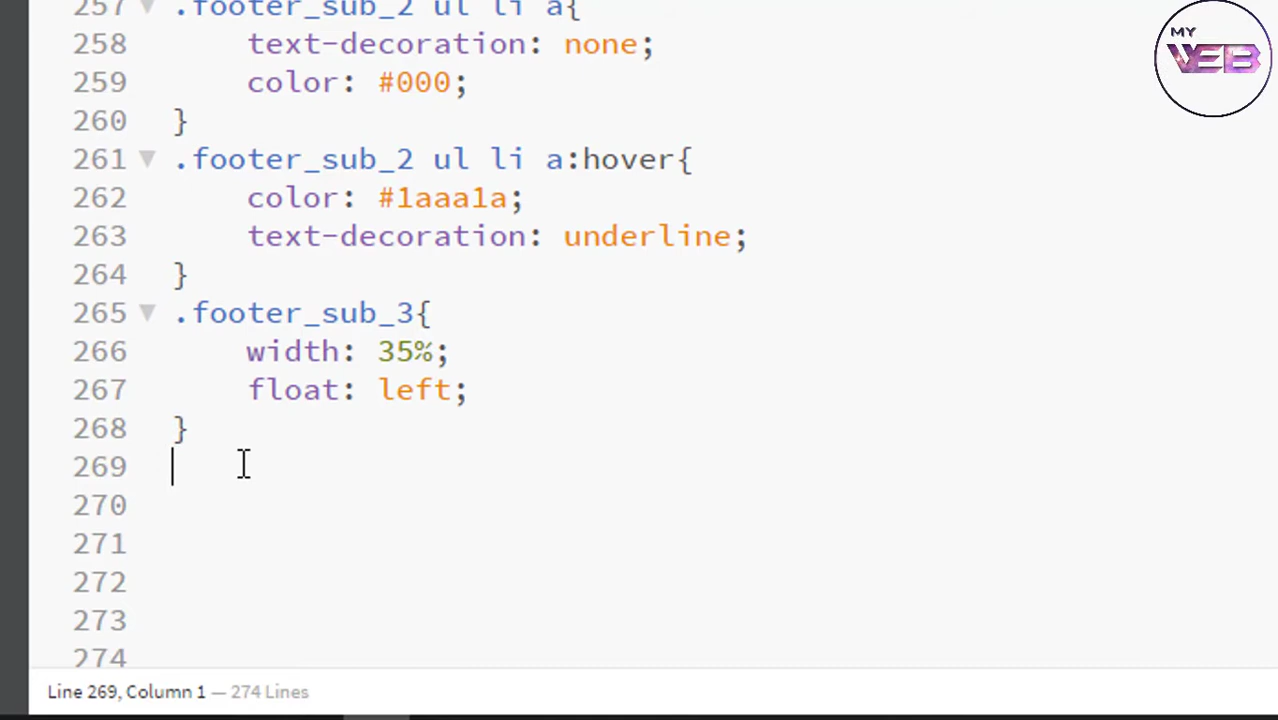 257 ▼ .footer_sub_2 ul li a{
258 text-decoration: none;
259 color: #000;
260 }
261 ▼ .footer_sub_2 ul li a:hover{
262 color: #1aaa1a;
263 text-decoration: underline;
264 }
265 ▼ .footer_sub_3{
266 width: 35%;
267 float: left;
268 }
269
270
271
272
273
274
Line 269, Column 1 — 274 Lines
MY
WEB